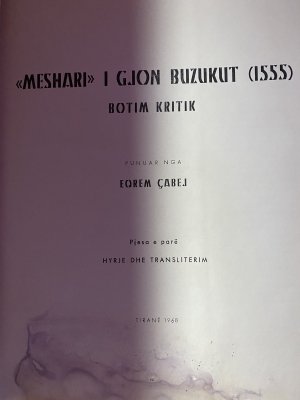 «MESHARI» I GJON BUZUKUT (1555)
BOTIM KRITIK
PUNUAR NGA
EQREM ÇABEJ
Pjesa e parë
HYRJE DHE TRANSLITERIM
TIRANË 1968